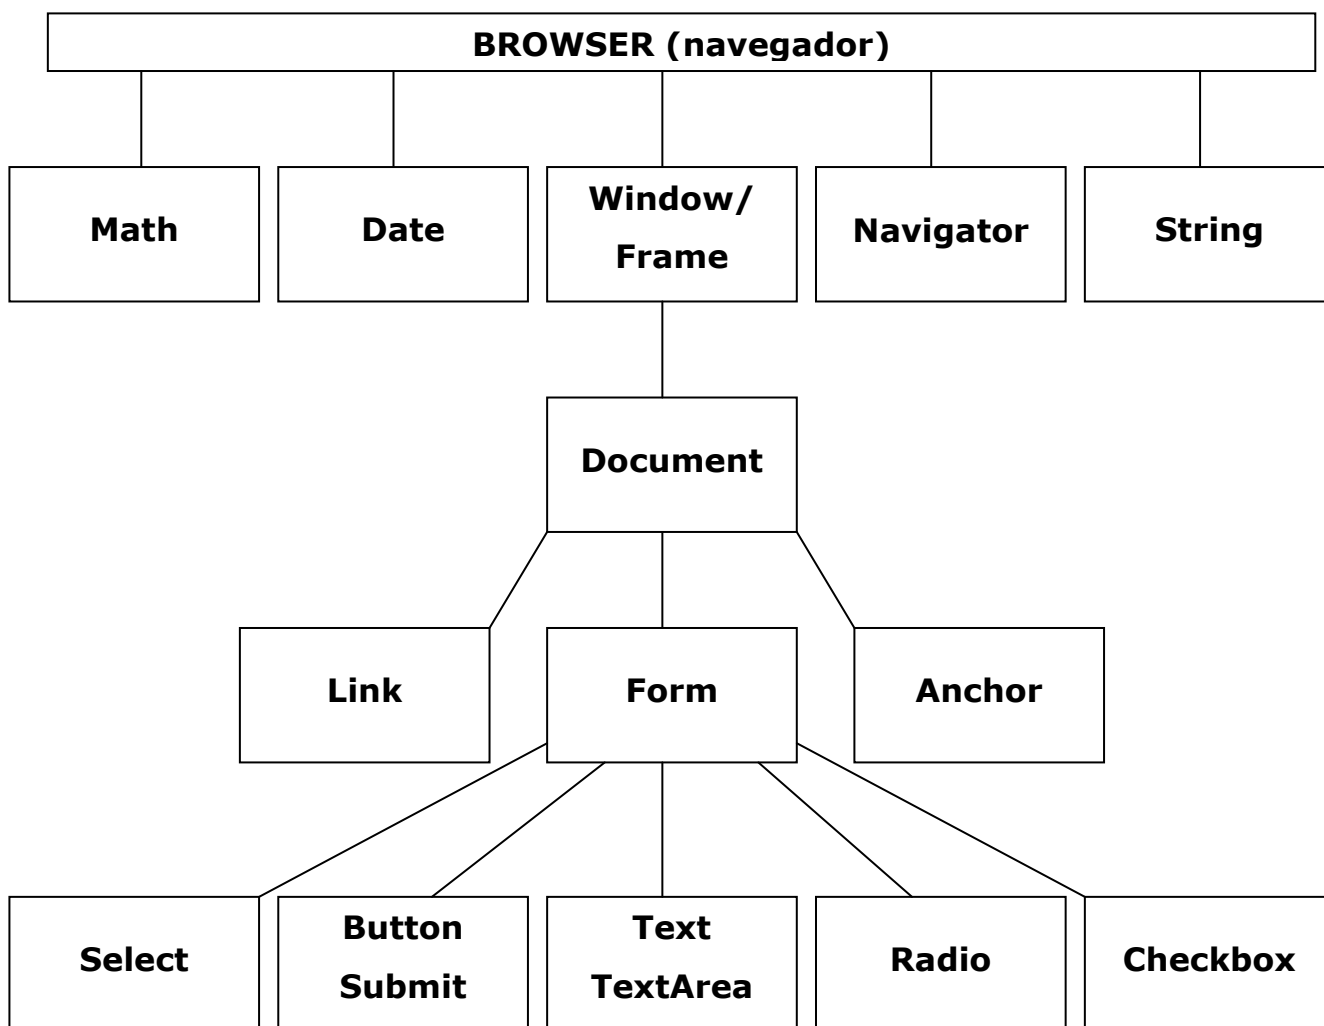 BROWSER (navegador)
Math
Date
Window/
Frame
Navigator
String
Document
Link
Form
Anchor
Select
Button
Submit
Text
TextArea
Radio
Checkbox